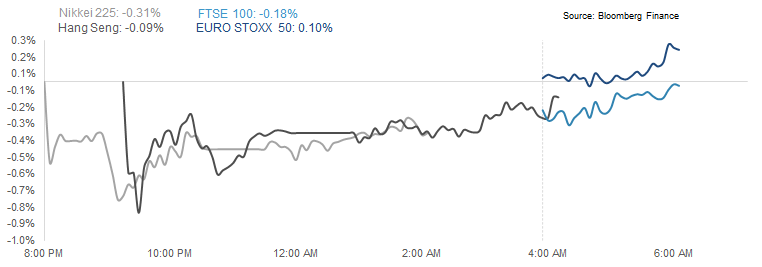 Nikkei 225: -0.31%
FTSE 100: -0.18%
Source: Bloomberg Finance
Hang Seng: -0.09%
EURO STOXX 50: 0.10%
0.3%
0.2%
0.1%
-0.1%
-0.2%
-0.3%
-0.4%
-0.5%
-0.6%
-0.7%
-0.8%
-0.9%
-1.0%
8:00 PM
10:00 PM
12:00 AM
2:00 AM
4:00 AM
6:00 AM